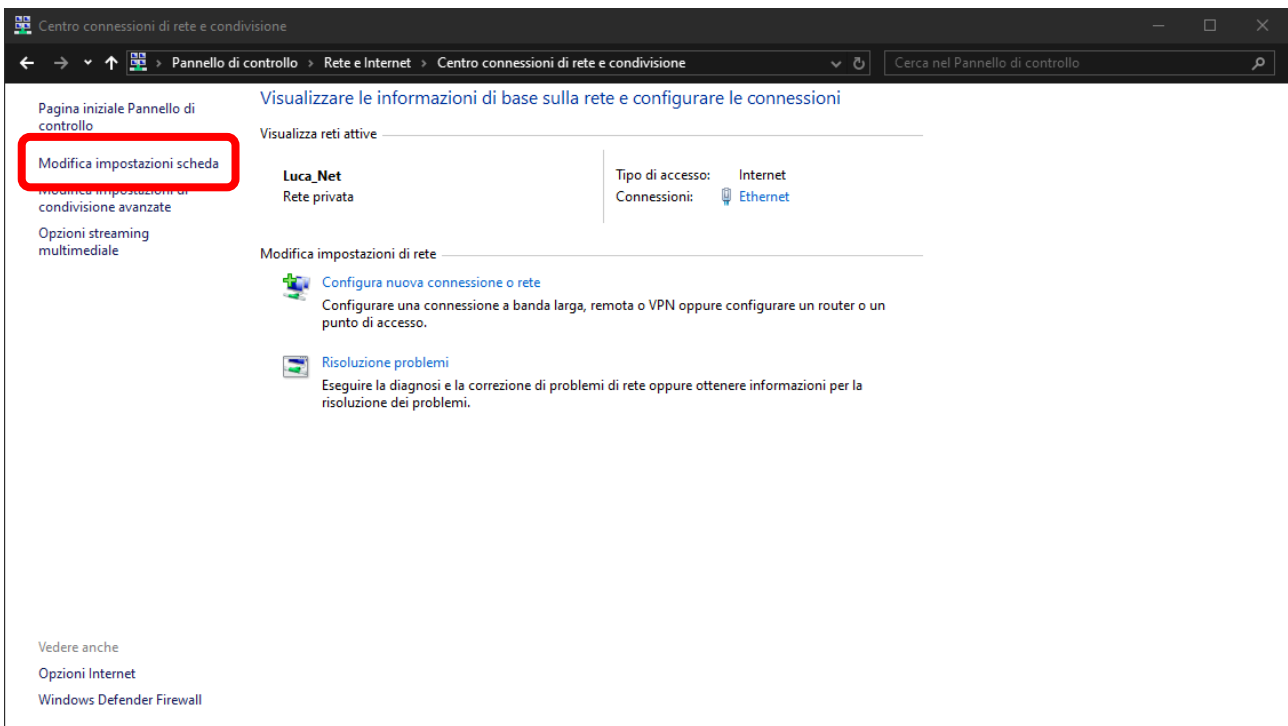 Centro connessioni di rete e condivisione
Pannello di controllo > Rete e Internet > Centro connessioni di rete e condivisione
Cerca nel Pannello di controllo
Pagina iniziale Pannello di
controllo
Modifica impostazioni scheda
Modifica impostazioni di
condivisione avanzate
Opzioni streaming
multimediale
Visualizzare le informazioni di base sulla rete e configurare le connessioni
Visualizza reti attive
Luca_Net
Rete privata
Tipo di accesso: Internet
Connessioni: Ethernet
Modifica impostazioni di rete
Configura nuova connessione o rete
Configurare una connessione a banda larga, remota o VPN oppure configurare un router o un
punto di accesso.
Risoluzione problemi
Eseguire la diagnosi e la correzione di problemi di rete oppure ottenere informazioni per la
risoluzione dei problemi.
Vedere anche
Opzioni Internet
Windows Defender Firewall